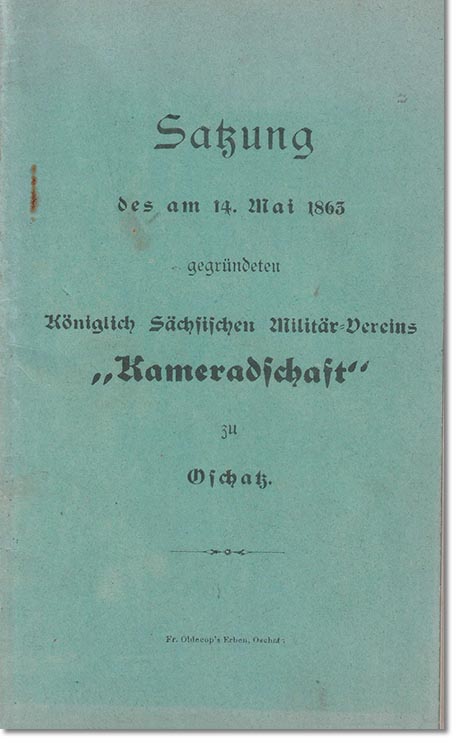 Satzung
des am 14. Mai 1863
gegründeten
Königlich Sächsischen Militär-Vereins
„Kameradschaft“
zu
Oschatz.
Fr. Oldecop's Erben, Oschatz